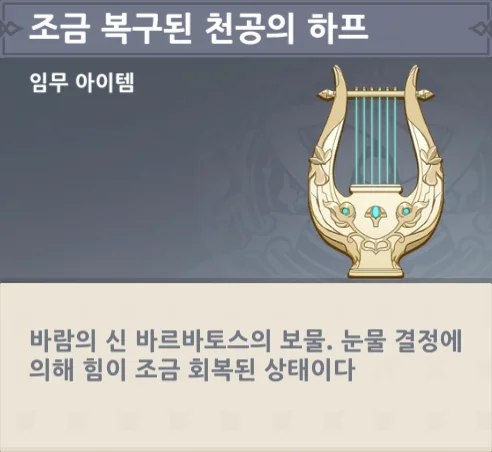 조금 복구된 천공의 하프
임무 아이템
바람의 신 바르바토스의 보물. 눈물 결정에
의해 힘이 조금 회복된 상태이다